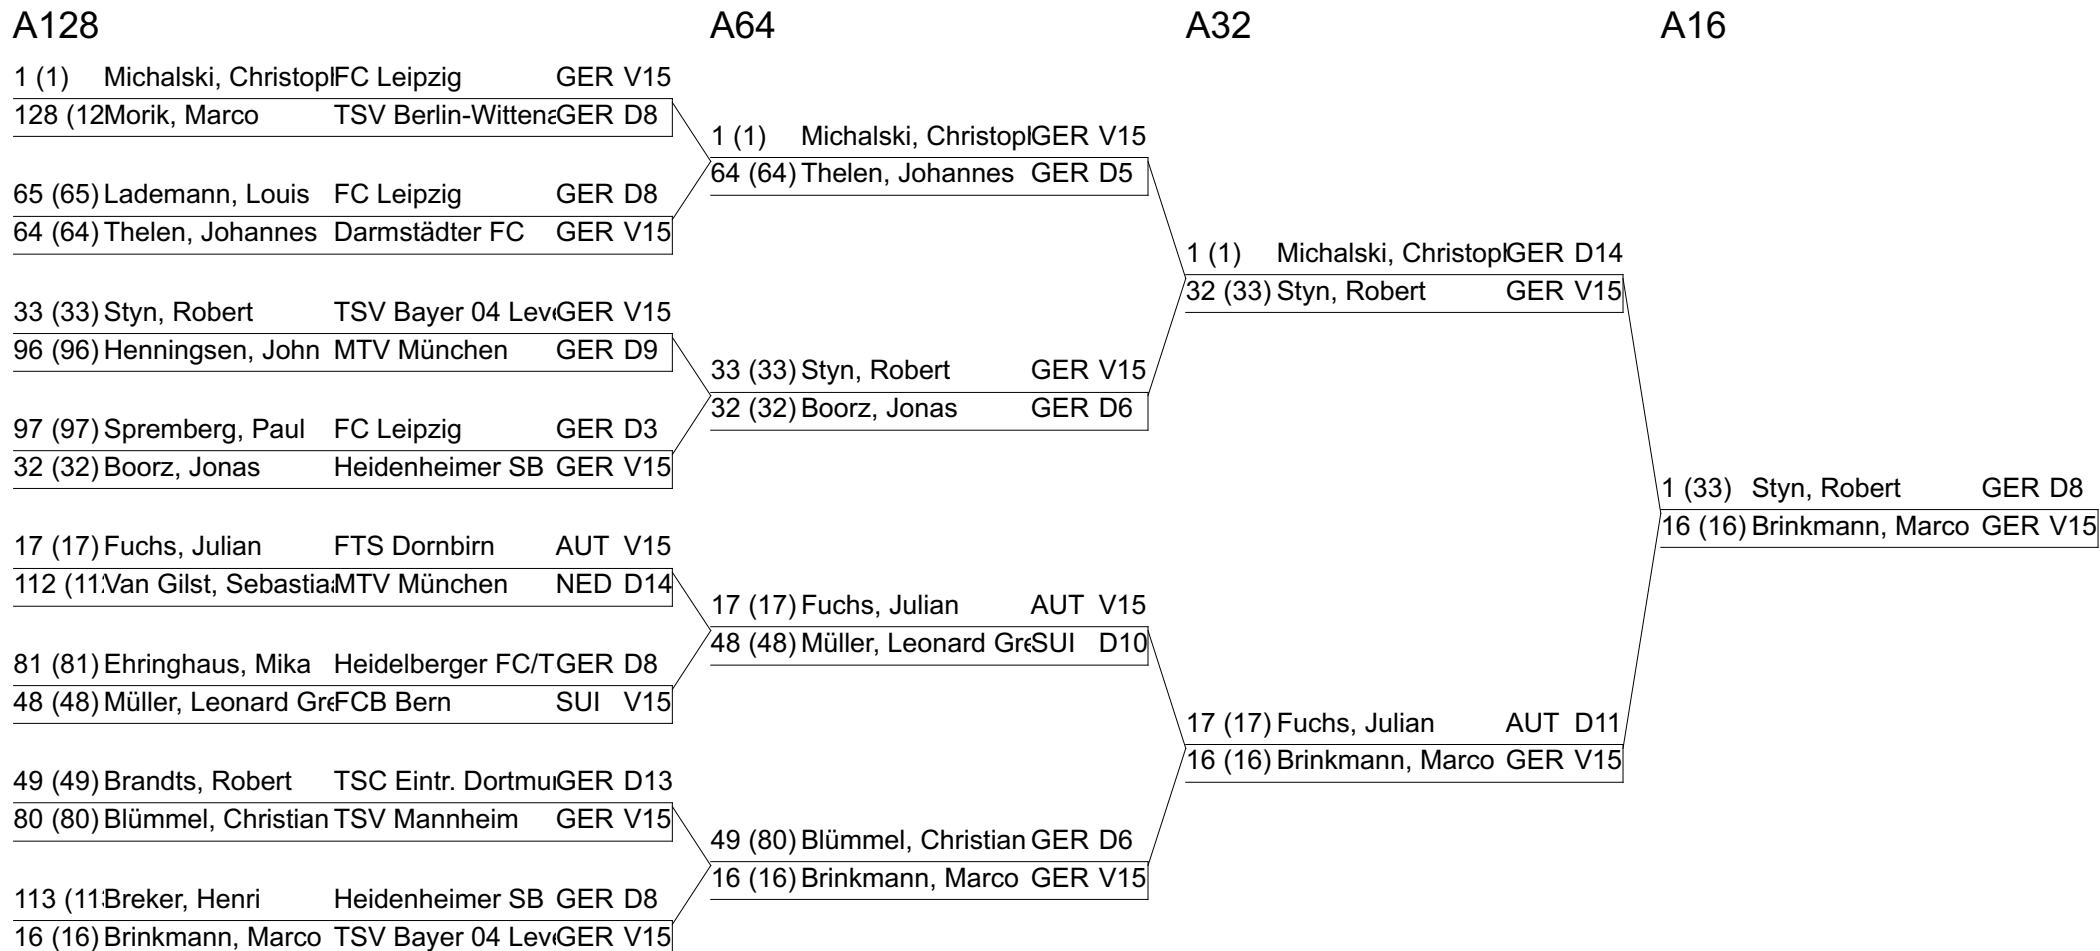 A128 A64 A32 A16
1 (1) Michalski, Christopl FC Leipzig GER V15
128 (12 Morik, Marco TSV Berlin-Wittena GER D8
1 (1) Michalski, Christopl GER V15
64 (64) Thelen, Johannes GER D5
65 (65) Lademann, Louis FC Leipzig GER D8
64 (64) Thelen, Johannes Darmstädter FC GER V15
1 (1) Michalski, Christopl GER D14
32 (33) Styn, Robert GER V15
33 (33) Styn, Robert TSV Bayer 04 Leve GER V15
96 (96) Henningsen, John MTV München GER D9
33 (33) Styn, Robert GER V15
32 (32) Boorz, Jonas GER D6
97 (97) Spremberg, Paul FC Leipzig GER D3
32 (32) Boorz, Jonas Heidenheimer SB GER V15
1 (33) Styn, Robert GER D8
16 (16) Brinkmann, Marco GER V15
17 (17) Fuchs, Julian FTS Dornbirn AUT V15
112 (11 Van Gilst, Sebastia MTV München NED D14
17 (17) Fuchs, Julian AUT V15
48 (48) Müller, Leonard Gre SUI D10
81 (81) Ehringhaus, Mika Heidelberger FC/T GER D8
48 (48) Müller, Leonard Gre FCB Bern SUI V15
17 (17) Fuchs, Julian AUT D11
16 (16) Brinkmann, Marco GER V15
49 (49) Brandts, Robert TSC Eintr. Dortmu GER D13
80 (80) Blümmel, Christian TSV Mannheim GER V15
49 (80) Blümmel, Christian GER D6
16 (16) Brinkmann, Marco GER V15
113 (11 Breker, Henri Heidenheimer SB GER D8
16 (16) Brinkmann, Marco TSV Bayer 04 Leve GER V15